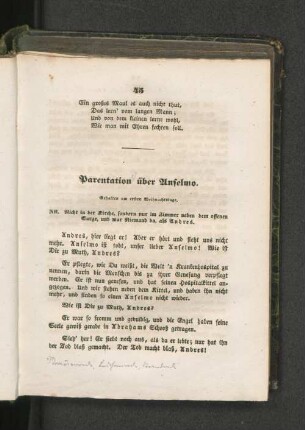 45
Ein großes Maul es auch nicht thut,
Das lern' vom langen Mann;
Und von dem kleinen lerne wohl,
Wie man mit Ehren fechten soll.
Parentation über Anselmo.
Gehalten am ersten Weihnachtstage.
NB. Nicht in der Kirche, sondern nur im Zimmer neben dem offenen
Sarge, und war Niemand da, als Andres.
Andres, hier liegt er! Aber er hört und sieht uns nicht
mehr. Anselmo ist todt, unser lieber Anselmo! Wie ist
Dir zu Muth, Andres?
Er pflegte, wie Du weißt, die Welt 'n Krankenhospital zu
nennen, darin die Menschen bis zu ihrer Genesung verpflegt
werden. Er ist nun genesen, und hat seinen Hospitalkittel ausgezogen.
Und wir stehen neben dem Kittel, und haben ihn nicht
mehr, und finden so einen Anselmo nicht wieder.
Wie ist Dir zu Muth, Andres?
Er war so fromm und geduldig, und die Engel haben seine
Seele gewiß gerade in Abrahams Schooß getragen.
Sieh' her! Er sieht noch aus, als da er lebte; nur hat ihn
der Tod blaß gemacht. Der Tod macht blaß, Andres!